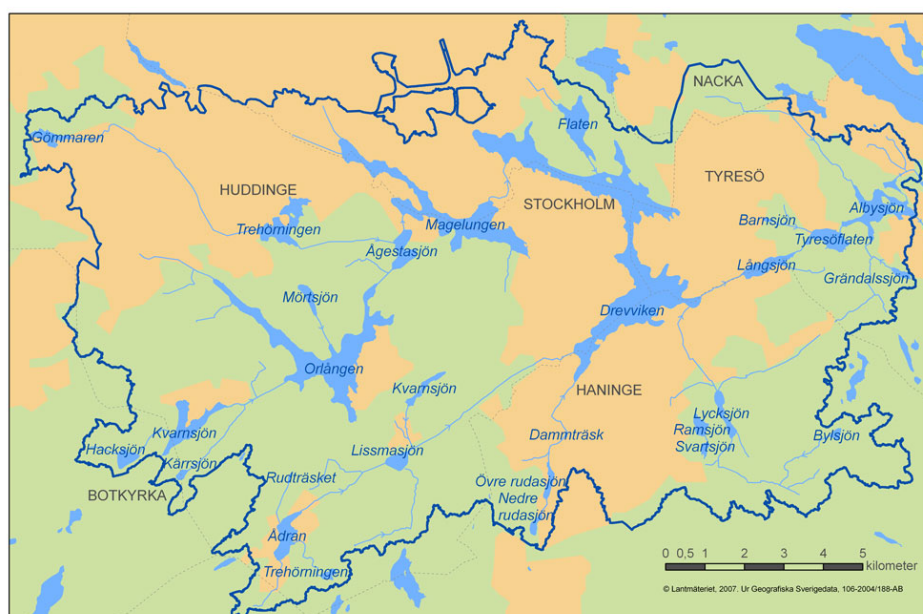 NACKA
Flaten
Gömmaren
TYRESÖ
HUDDINGE
STOCKHOLM
Albysjön
Barnsjön
Magelungen
Trehörningen
Tyresöflaten
Ågestasjön
Långsjön
Grändalssjön
Mörtsjön
Drevviken
Orlången
Kvarnsjön
HANINGE
Lycksjön
Ramsjön
Svartsjön
Bylsjön
Kvarnsjön
Dammträsk
Hacksjön
Lissmasjön
Kärrsjön
Rudträsket
Övre rudasjön
Nedre
rudasjön
BOTKYRKA
Ådran
Trehörningen
0 0,5 1 2 3 4 5
kilometer
© Lantmäteriet, 2007. Ur Geografiska Sverigedata, 106-2004/188-AB